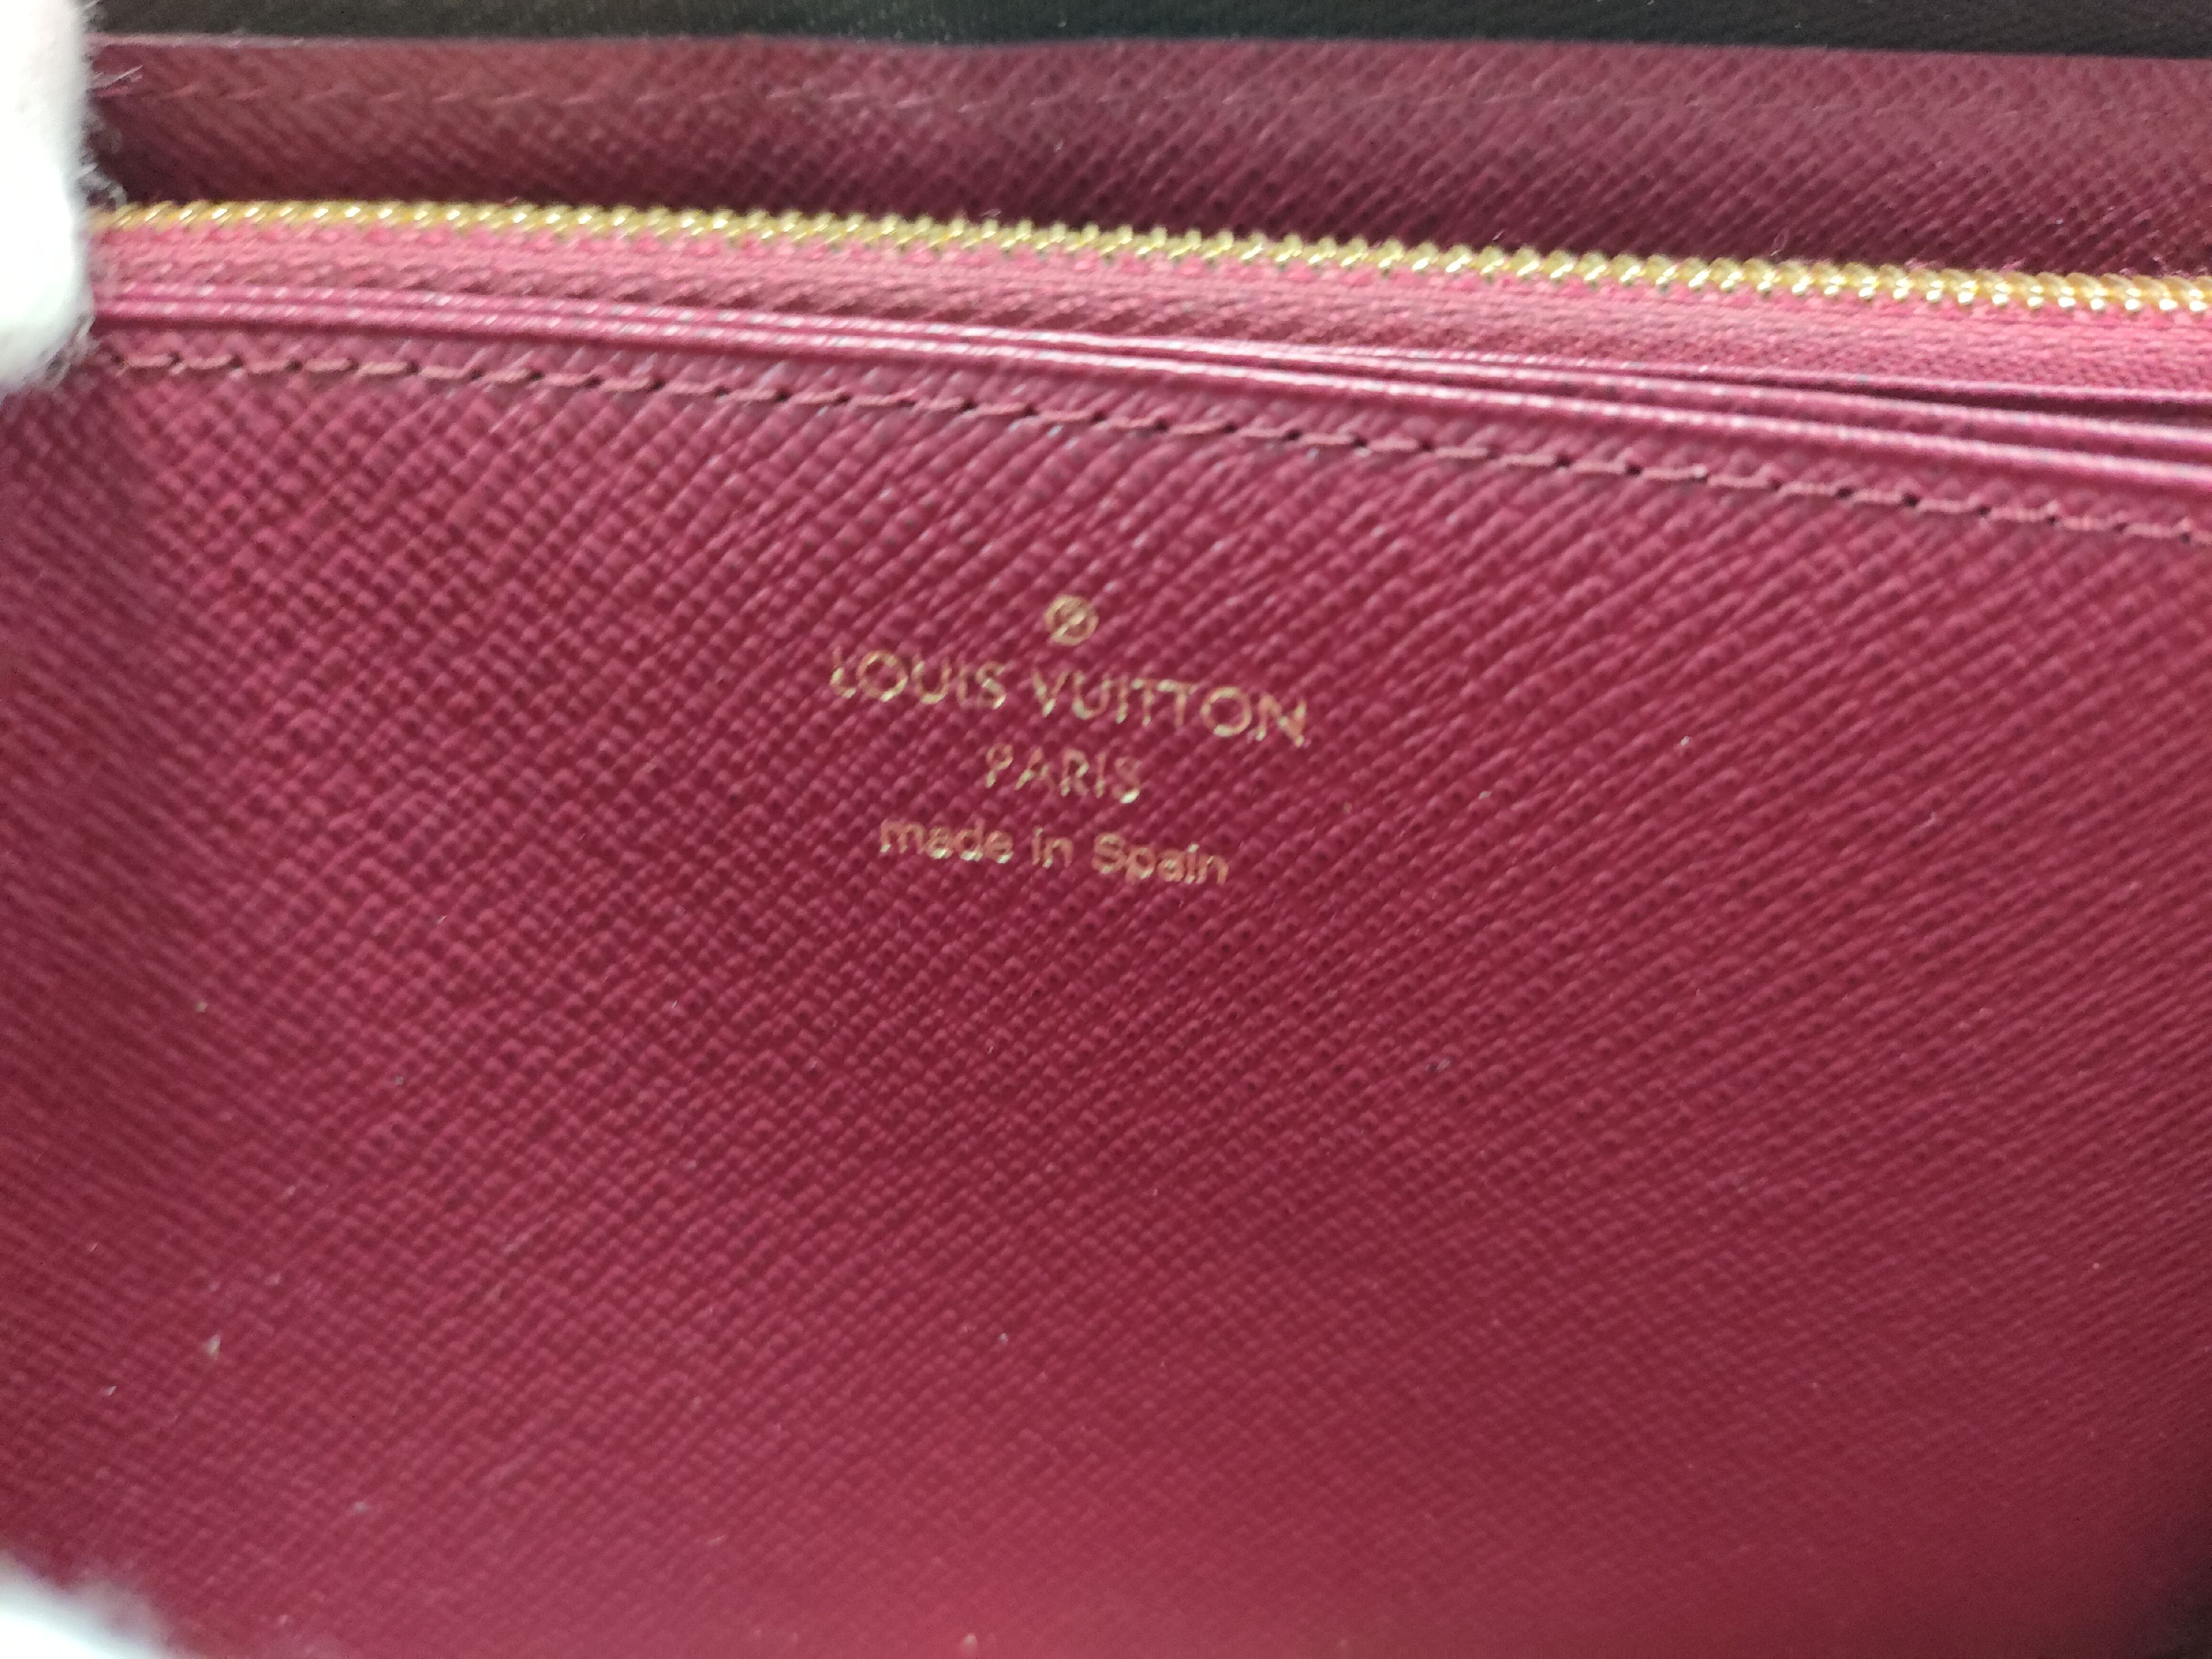 ®
LOUIS VUITTON
PARIS
made in Spain